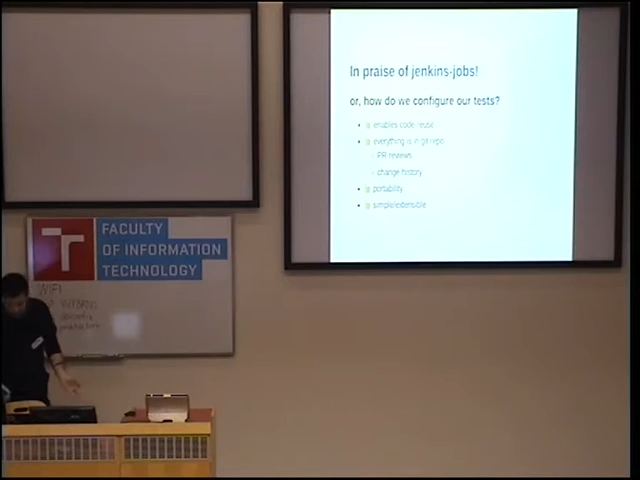 In praise of jenkins-jobs!
or, how do we configure our tests?
enables code reuse
everything is in git repo
- PR reviews
- change history
portability
simple/extensible
FACULTY
OF INFORMATION
TECHNOLOGY
WIFI